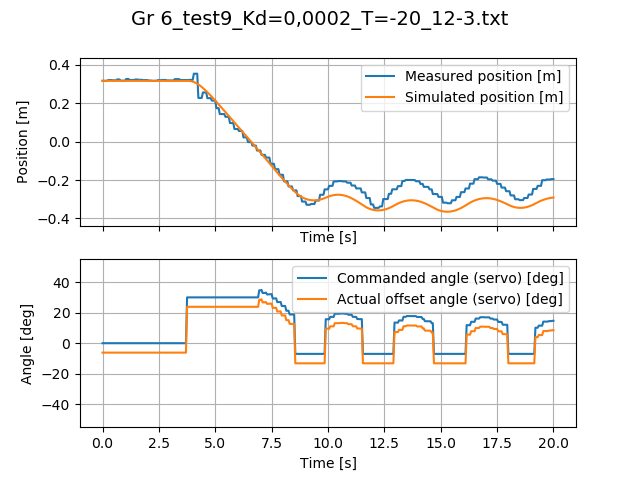 Gr 6_test9_Kd=0,0002_T=-20_12-3.txt
Position [m]
0.4
0.2
0.0
−0.2
−0.4
Measured position [m]
Simulated position [m]
Time [s]
Angle [deg]
40
20
0
−20
−40
Commanded angle (servo) [deg]
Actual offset angle (servo) [deg]
0.0 2.5 5.0 7.5 10.0 12.5 15.0 17.5 20.0
Time [s]